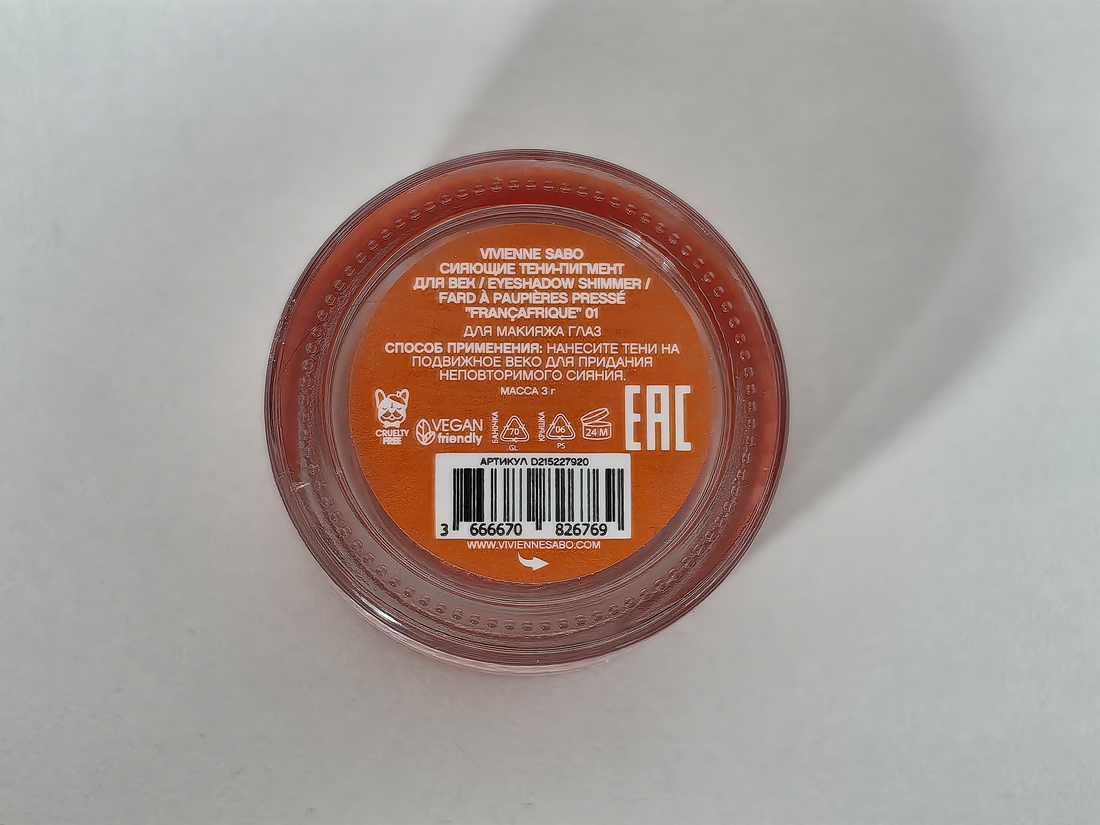 VIVIENNE SABO
СИЯЮЩИЕ ТЕНИ-ПИГМЕНТ
ДЛЯ ВЕК / EYESHADOW SHIMMER /
FARD À PAUPIÈRES PRESSÉ
"FRANÇAFRIQUE" 01
ДЛЯ МАКИЯЖА ГЛАЗ
СПОСОБ ПРИМЕНЕНИЯ: НАНЕСИТЕ ТЕНИ НА
ПОДВИЖНОЕ ВЕКО ДЛЯ ПРИДАНИЯ
НЕПОВТОРИМОГО СИЯНИЯ.
МАССА 3 г
CRUELTY
FREE
VEGAN
friendly
БАНОЧКА
70
GL
КРЫШКА
06
PS
24 M
EAC
АРТИКУЛ D215227920
3 666670 826769
WWW.VIVIENNESABO.COM